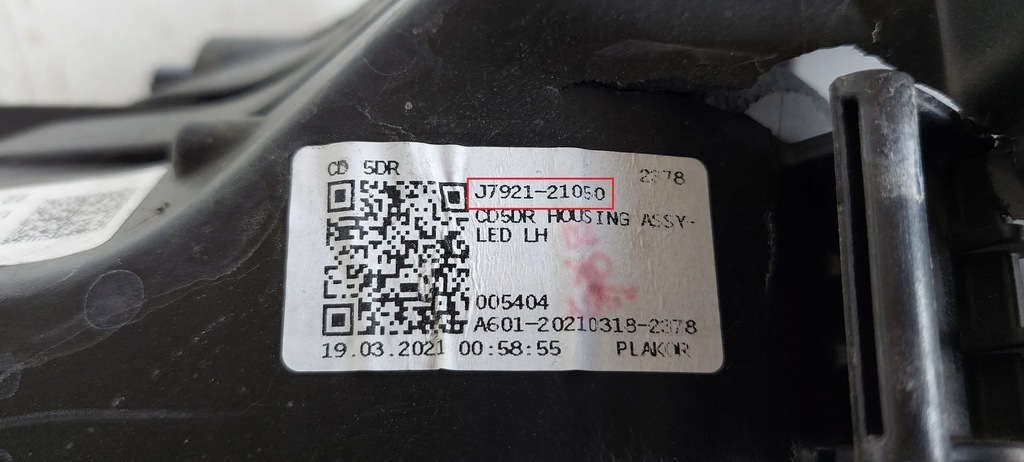 CD 5DR
2378
J7921-21050
CD5DR HOUSING ASSY-
LED LH
005404
A601-20210318-2378
19.03.2021 00:58:55 PLAKOR